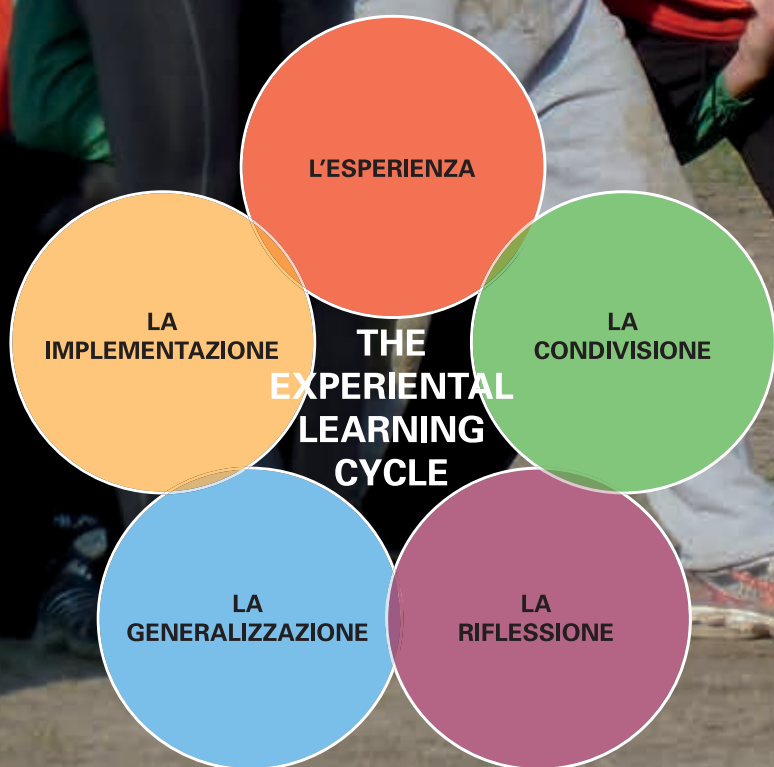 L'ESPERIENZA
LA
IMPLEMENTAZIONE
LA
CONDIVISIONE
THE
EXPERIENTAL
LEARNING
CYCLE
LA
GENERALIZZAZIONE
LA
RIFLESSIONE